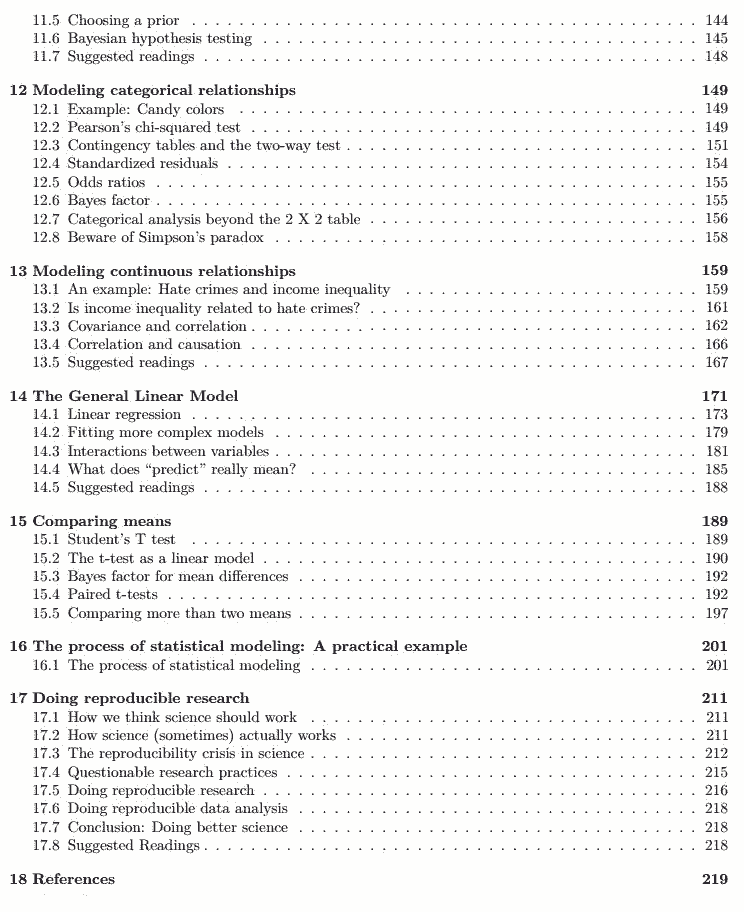 11.5 Choosing a prior . . . . . . . . . . . . . . . . . . . . . . . . . . . . . . . . . . . . . 144
11.6 Bayesian hypothesis testing . . . . . . . . . . . . . . . . . . . . . . . . . . . . . . . . . . . . . 145
11.7 Suggested readings . . . . . . . . . . . . . . . . . . . . . . . . . . . . . . . . . . . . . 148
12 Modeling categorical relationships 149
12.1 Example: Candy colors . . . . . . . . . . . . . . . . . . . . . . . . . . . . . . . . . . . . . 149
12.2 Pearson's chi-squared test . . . . . . . . . . . . . . . . . . . . . . . . . . . . . . . . . . . . . 149
12.3 Contingency tables and the two-way test . . . . . . . . . . . . . . . . . . . . . . . . . . . . . . 151
12.4 Standardized residuals . . . . . . . . . . . . . . . . . . . . . . . . . . . . . . . . . . . . . 154
12.5 Odds ratios . . . . . . . . . . . . . . . . . . . . . . . . . . . . . . . . . . . . . 155
12.6 Bayes factor . . . . . . . . . . . . . . . . . . . . . . . . . . . . . . . . . . . . . 155
12.7 Categorical analysis beyond the 2 X 2 table . . . . . . . . . . . . . . . . . . . . . . . . . . . . 156
12.8 Beware of Simpson's paradox . . . . . . . . . . . . . . . . . . . . . . . . . . . . . . . . . . . . 158
13 Modeling continuous relationships 159
13.1 An example: Hate crimes and income inequality . . . . . . . . . . . . . . . . . . . . . . . . . 159
13.2 Is income inequality related to hate crimes? . . . . . . . . . . . . . . . . . . . . . . . . . . . . 161
13.3 Covariance and correlation . . . . . . . . . . . . . . . . . . . . . . . . . . . . . . . . . . . . . 162
13.4 Correlation and causation . . . . . . . . . . . . . . . . . . . . . . . . . . . . . . . . . . . . . 166
13.5 Suggested readings . . . . . . . . . . . . . . . . . . . . . . . . . . . . . . . . . . . . . 167
14 The General Linear Model 171
14.1 Linear regression . . . . . . . . . . . . . . . . . . . . . . . . . . . . . . . . . . . . . 173
14.2 Fitting more complex models . . . . . . . . . . . . . . . . . . . . . . . . . . . . . . . . . . . . 179
14.3 Interactions between variables . . . . . . . . . . . . . . . . . . . . . . . . . . . . . . . . . . . . 181
14.4 What does “predict” really mean? . . . . . . . . . . . . . . . . . . . . . . . . . . . . . . . . . 185
14.5 Suggested readings . . . . . . . . . . . . . . . . . . . . . . . . . . . . . . . . . . . . . 188
15 Comparing means 189
15.1 Student's T test . . . . . . . . . . . . . . . . . . . . . . . . . . . . . . . . . . . . . 189
15.2 The t-test as a linear model . . . . . . . . . . . . . . . . . . . . . . . . . . . . . . . . . . . . . 190
15.3 Bayes factor for mean differences . . . . . . . . . . . . . . . . . . . . . . . . . . . . . . . . . . 192
15.4 Paired t-tests . . . . . . . . . . . . . . . . . . . . . . . . . . . . . . . . . . . . . 192
15.5 Comparing more than two means . . . . . . . . . . . . . . . . . . . . . . . . . . . . . . . . . . 197
16 The process of statistical modeling: A practical example 201
16.1 The process of statistical modeling . . . . . . . . . . . . . . . . . . . . . . . . . . . . . . . . . 201
17 Doing reproducible research 211
17.1 How we think science should work . . . . . . . . . . . . . . . . . . . . . . . . . . . . . . . . . 211
17.2 How science (sometimes) actually works . . . . . . . . . . . . . . . . . . . . . . . . . . . . . . 211
17.3 The reproducibility crisis in science . . . . . . . . . . . . . . . . . . . . . . . . . . . . . . . . . 212
17.4 Questionable research practices . . . . . . . . . . . . . . . . . . . . . . . . . . . . . . . . . . . 215
17.5 Doing reproducible research . . . . . . . . . . . . . . . . . . . . . . . . . . . . . . . . . . . . . 216
17.6 Doing reproducible data analysis . . . . . . . . . . . . . . . . . . . . . . . . . . . . . . . . . . 218
17.7 Conclusion: Doing better science . . . . . . . . . . . . . . . . . . . . . . . . . . . . . . . . . . 218
17.8 Suggested Readings . . . . . . . . . . . . . . . . . . . . . . . . . . . . . . . . . . . . . 218
18 References 219